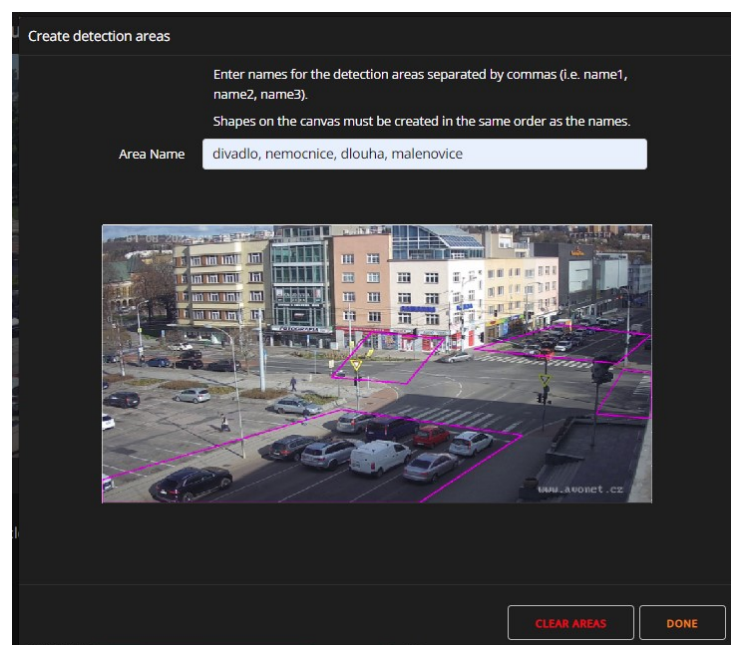 Create detection areas
Enter names for the detection areas separated by commas (i.e. name1,
name2, name3).
Shapes on the canvas must be created in the same order as the names.
Area Name
divadlo, nemocnice, dlouha, malenovice
www.avonet.cz
CLEAR AREAS
DONE